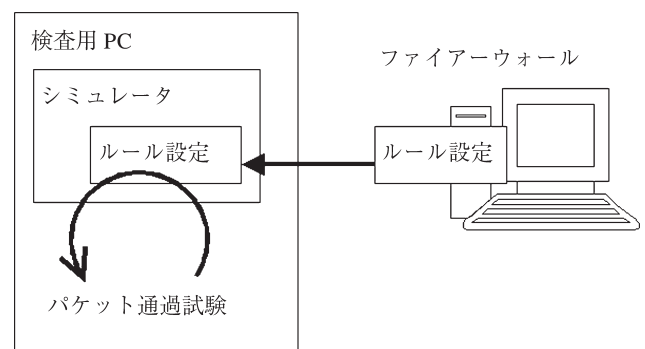 検査用 PC
ファイアーウォール
シミュレータ
ルール設定
ルール設定
パケット通過試験